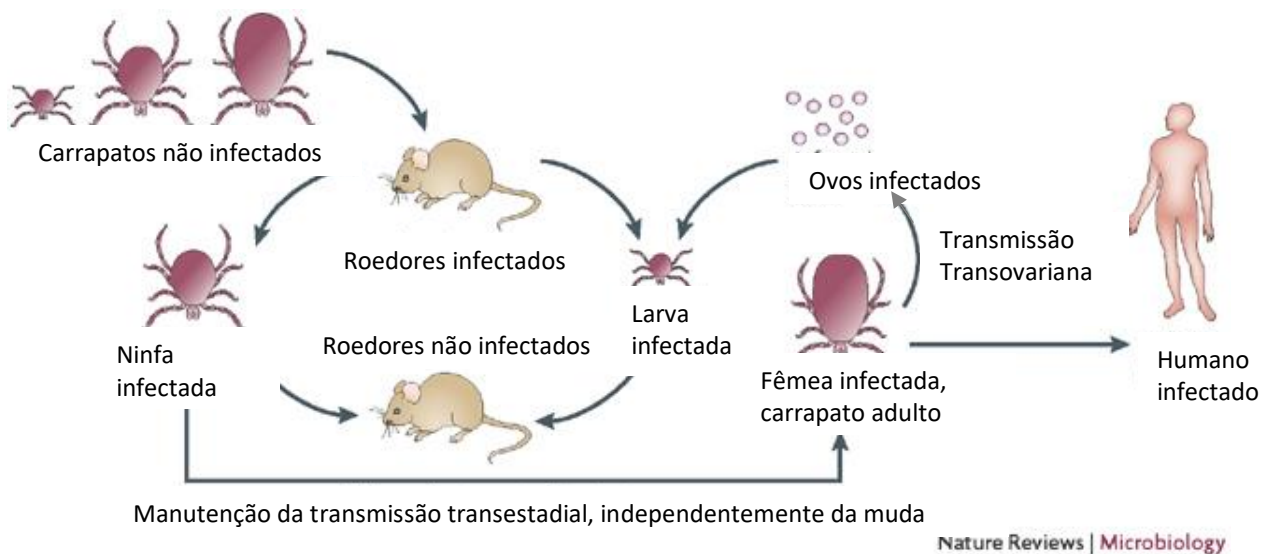 Carrapatos não infectados
Ovos infectados
Roedores infectados
Transmissão
Transovariana
Larva
infectada
Ninfa
infectada
Roedores não infectados
Fêmea infectada,
carrapato adulto
Humano
infectado
Manutenção da transmissão transestadial, independentemente da muda
Nature Reviews | Microbiology